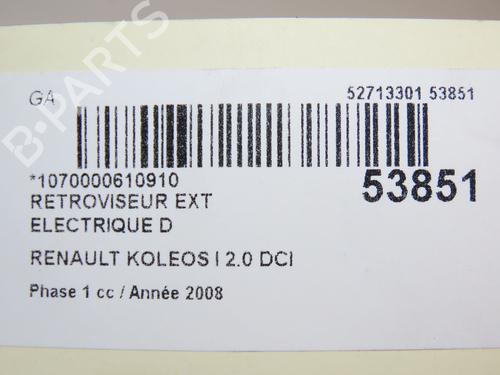 B-PARTS
GA 52713301 53851
*1070000610910 53851
RETROVISEUR EXT
ELECTRIQUE D
RENAULT KOLEOS I 2.0 DCI
Phase 1 cc / Année 2008